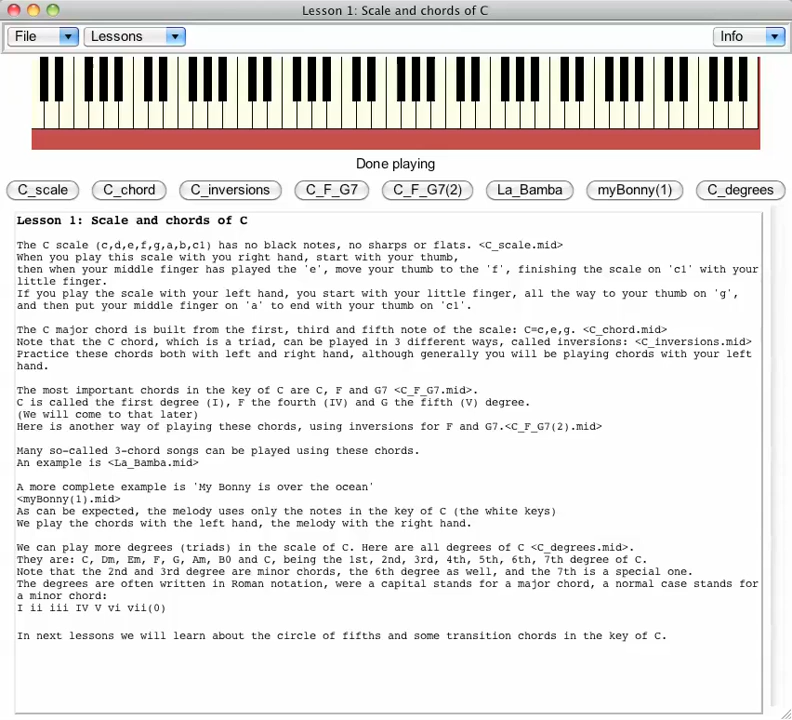 Lesson 1: Scale and chords of C
File
Lessons
Info
Done playing
C_scale
C_chord
C_inversions
C_F_G7
C_F_G7(2)
La_Bamba
myBonny(1)
C_degrees
Lesson 1: Scale and chords of C
The C scale (c,d,e,f,g,a,b,c1) has no black notes, no sharps or flats. <C_scale.mid>
When you play this scale with you right hand, start with your thumb,
then when your middle finger has played the 'e', move your thumb to the 'f', finishing the scale on 'c1' with your
little finger.
If you play the scale with your left hand, you start with your little finger, all the way to your thumb on 'g',
and then put your middle finger on 'a' to end with your thumb on 'c1'.
The C major chord is built from the first, third and fifth note of the scale: C=c,e,g. <C_chord.mid>
Note that the C chord, which is a triad, can be played in 3 different ways, called inversions: <C_inversions.mid>
Practice these chords both with left and right hand, although generally you will be playing chords with your left
hand.
The most important chords in the key of C are C, F and G7 <C_F_G7.mid>.
C is called the first degree (I), F the fourth (IV) and G the fifth (V) degree.
(We will come to that later)
Here is another way of playing these chords, using inversions for F and G7.<C_F_G7(2).mid>
Many so-called 3-chord songs can be played using these chords.
An example is <La_Bamba.mid>
A more complete example is 'My Bonny is over the ocean'
<myBonny(1).mid>
As can be expected, the melody uses only the notes in the key of C (the white keys)
We play the chords with the left hand, the melody with the right hand.
We can play more degrees (triads) in the scale of C. Here are all degrees of C <C_degrees.mid>.
They are: C, Dm, Em, F, G, Am, B0 and C, being the 1st, 2nd, 3rd, 4th, 5th, 6th, 7th degree of C.
Note that the 2nd and 3rd degree are minor chords, the 6th degree as well, and the 7th is a special one.
The degrees are often written in Roman notation, were a capital stands for a major chord, a normal case stands for
a minor chord:
I ii iii IV V vi vii(0)
In next lessons we will learn about the circle of fifths and some transition chords in the key of C.